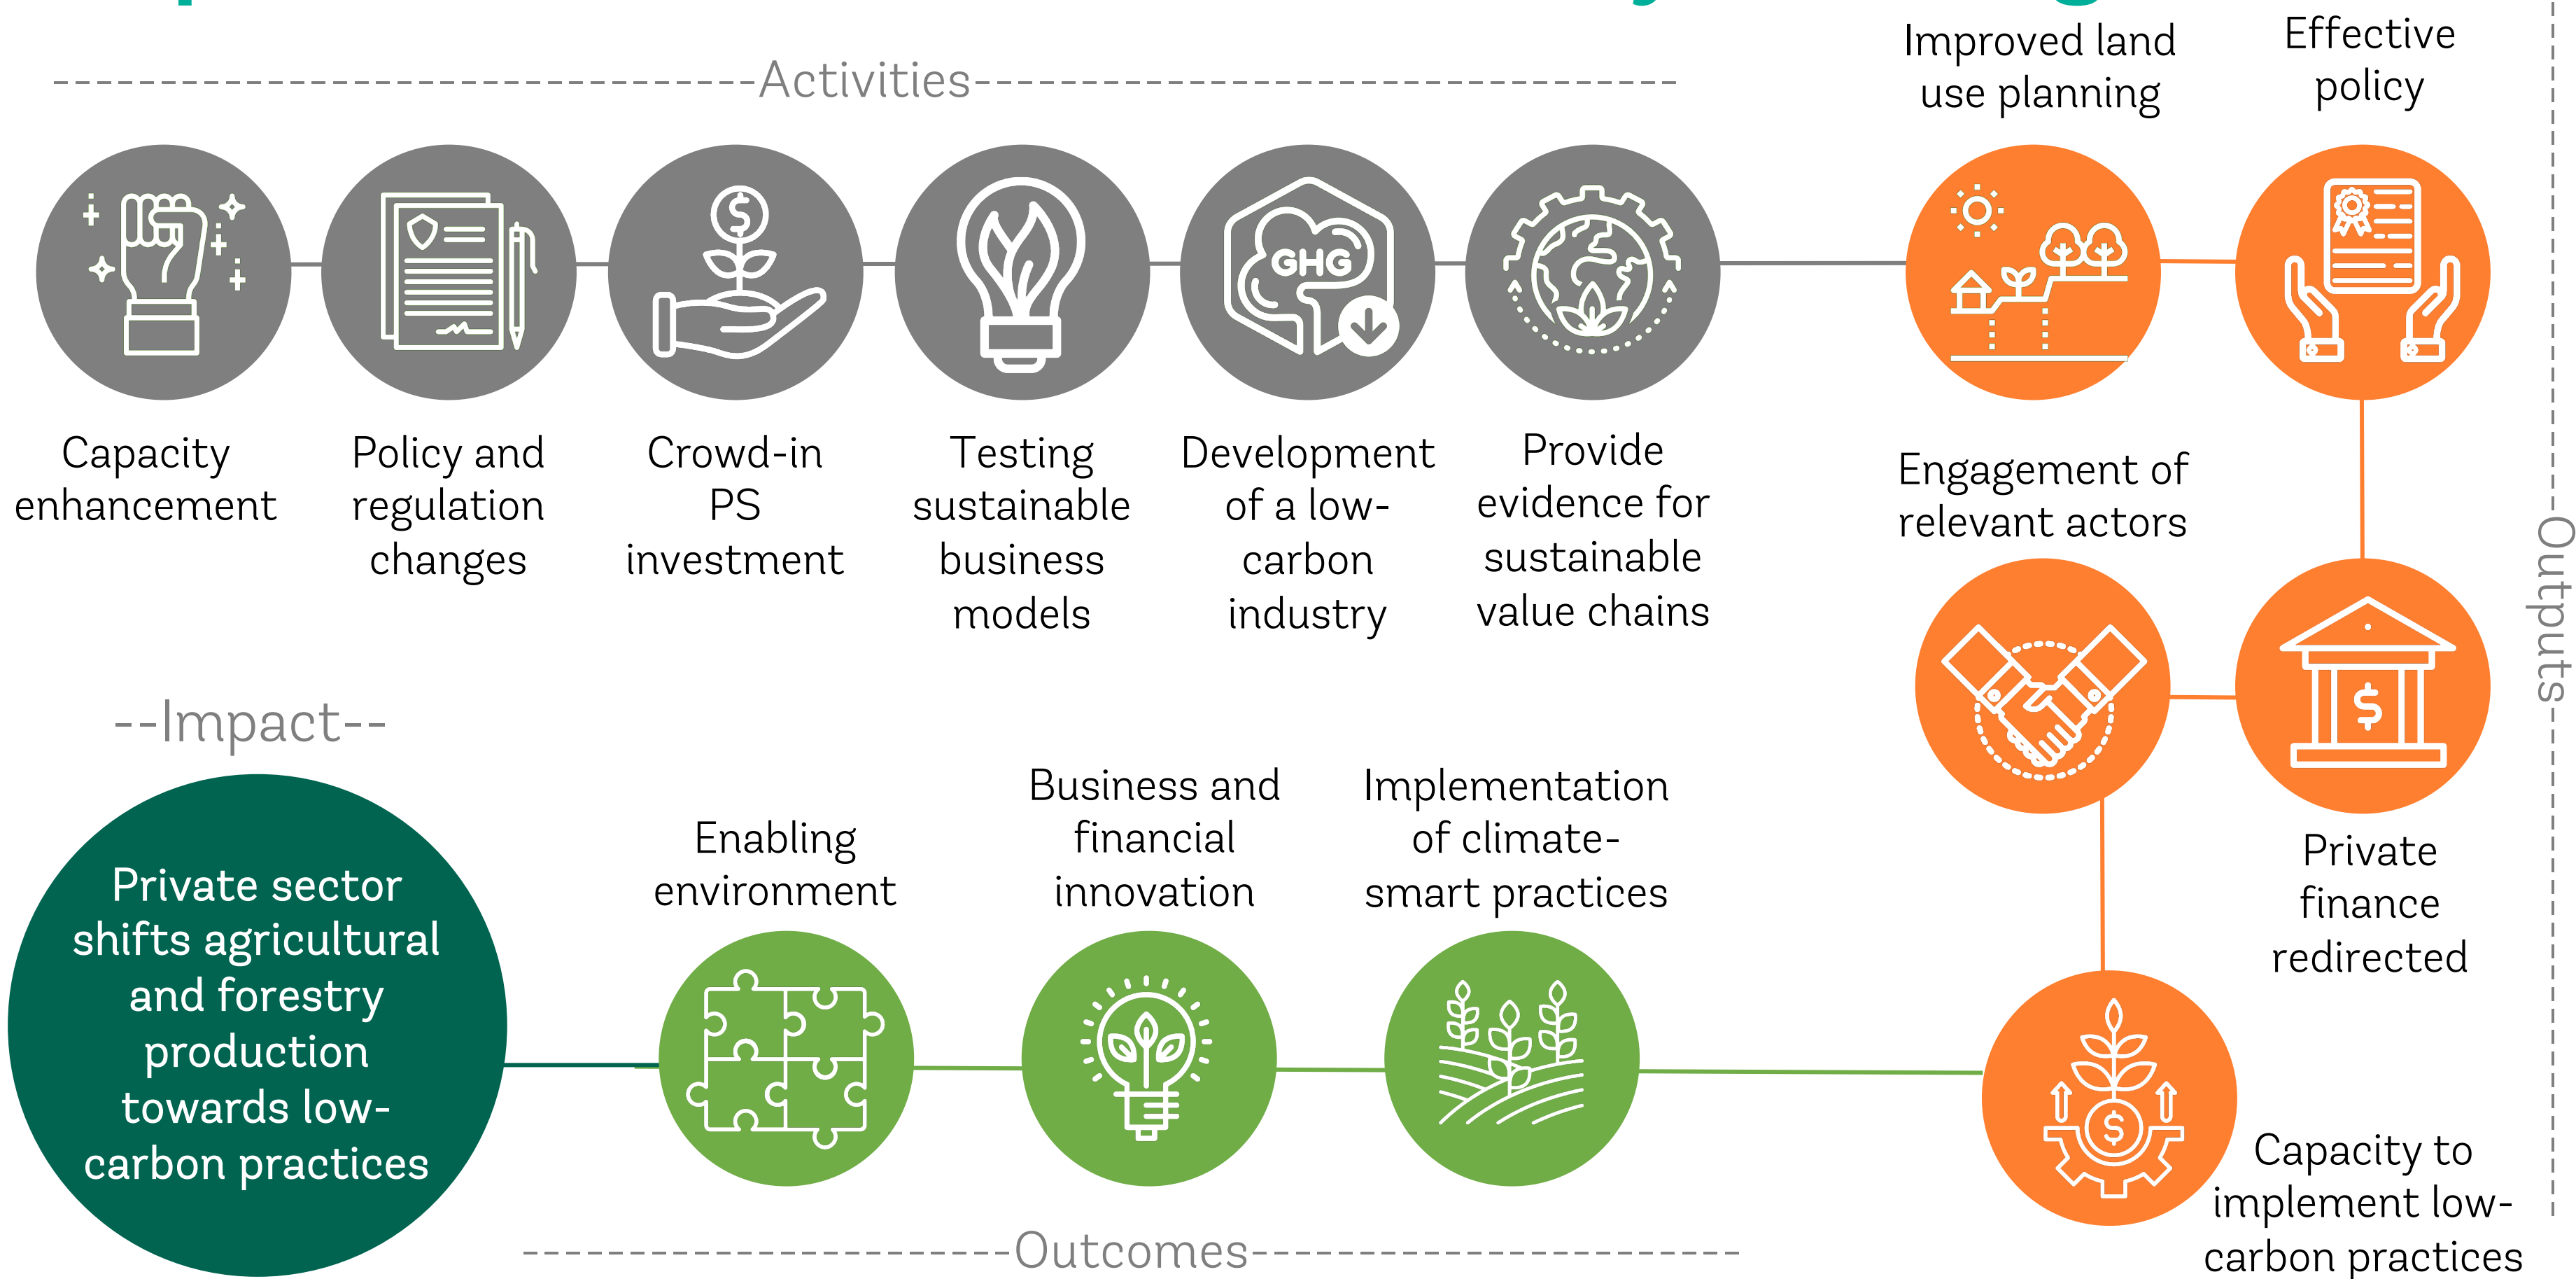 Activities
Capacity
enhancement
Policy and
regulation
changes
Crowd-in
PS
investment
Testing
sustainable
business
models
GHG
Development
of a low-
carbon
industry
Provide
evidence for
sustainable
value chains
Improved land
use planning
Effective
policy
Outputs
Engagement of
relevant actors
$
Private
finance
redirected
Capacity to
implement low-
carbon practices
Implementation
of climate-
smart practices
Business and
financial
innovation
Enabling
environment
Outcomes
--Impact--
Private sector
shifts agricultural
and forestry
production
towards low-
carbon practices